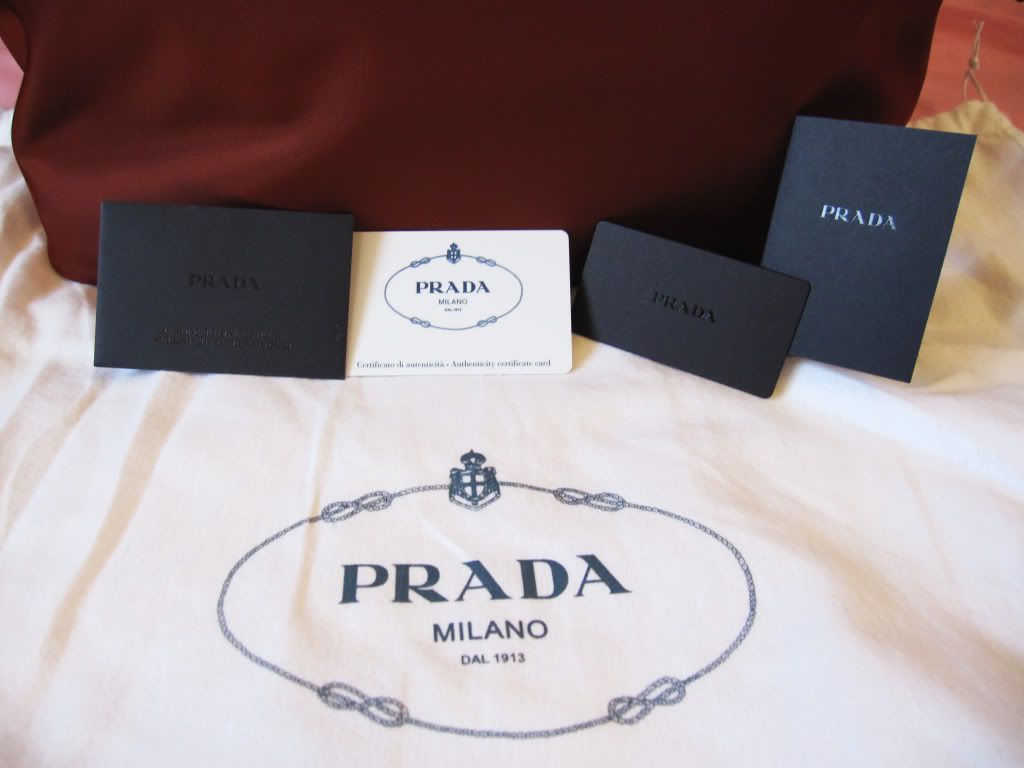 PRADA
PRADA
MILANO
DAL 1913
Certificato di autenticità • Authenticity certificate card
PRADA
PRADA
PRADA
MILANO
DAL 1913